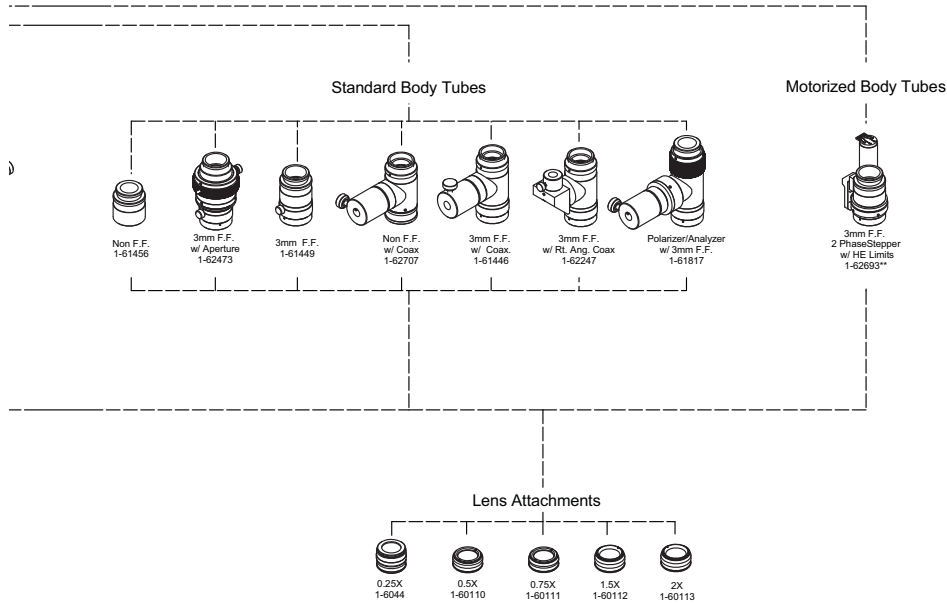 Standard Body Tubes
Motorized Body Tubes
Non F.F.
1-61456
3mm F.F.
w/ Aperture
1-62473
3mm F.F.
1-61449
Non F.F.
w/ Coax
1-62707
3mm F.F.
w/ Coax.
1-61446
3mm F.F.
w/ Rt. Ang. Coax
1-62247
Polarizer/Analyzer
w/ 3mm F.F.
1-61817
3mm F.F.
2 PhaseStepper
w/ HE Limits
1-62693**
Lens Attachments
0.25X
1-6044
0.5X
1-60110
0.75X
1-60111
1.5X
1-60112
2X
1-60113